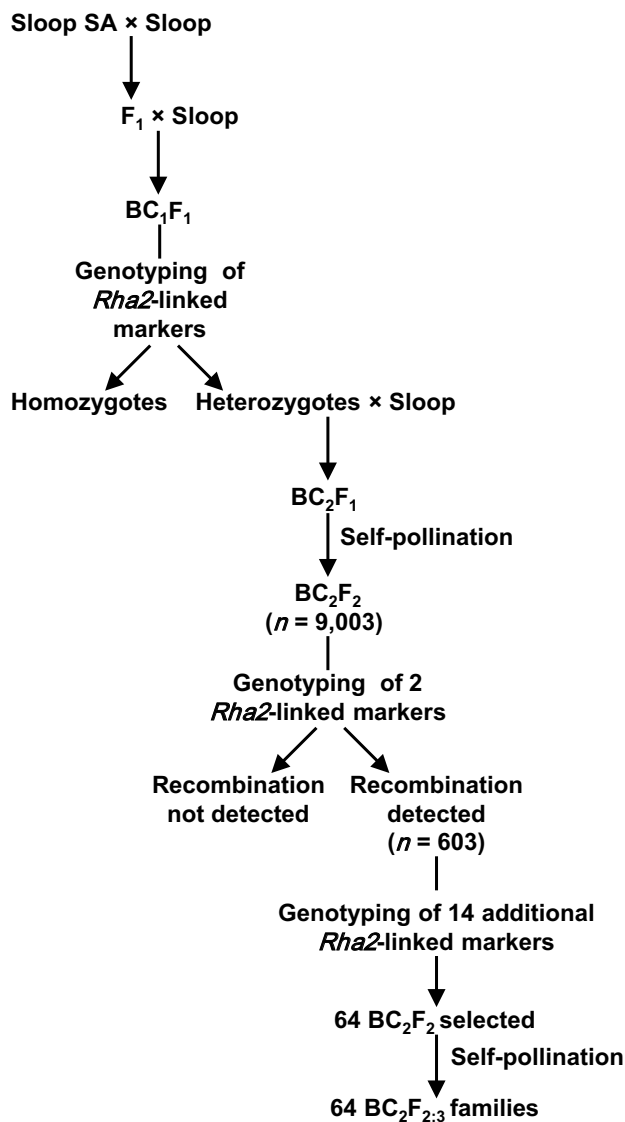 Sloop SA × Sloop
F₁ × Sloop
BC₁F₁
Genotyping of
Rha2-linked
markers
Homozygotes
Heterozygotes × Sloop
BC₂F₁
Self-pollination
BC₂F₂
(n = 9,003)
Genotyping of 2
Rha2-linked markers
Recombination
not detected
Recombination
detected
(n = 603)
Genotyping of 14 additional
Rha2-linked markers
64 BC₂F₂ selected
Self-pollination
64 BC₂F₂:₃ families